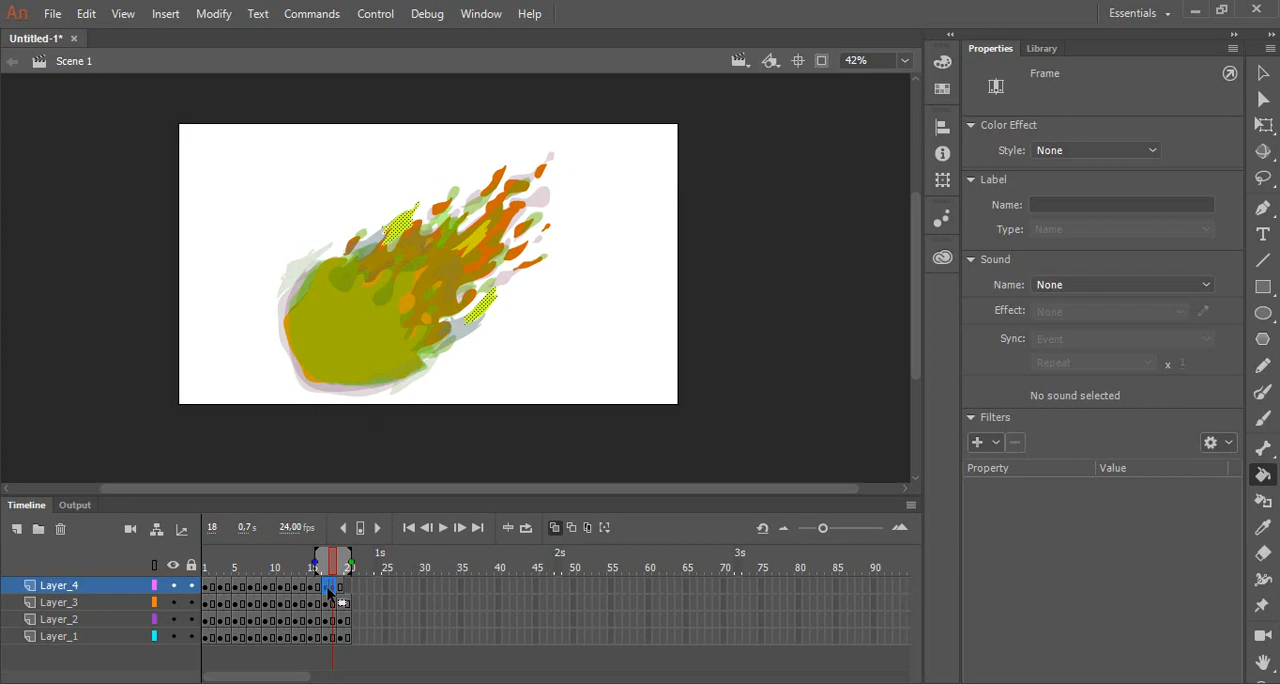 An File Edit View Insert Modify Text Commands Control Debug Window Help Essentials
Untitled-1*
Scene 1 42%
Properties Library
Frame
Color Effect
Style: None
Label
Name:
Type: Name
Sound
Name: None
Effect: None
Sync: Event
Repeat x 1
No sound selected
Filters
Property Value
Timeline Output
18 0,7 s 24,00 fps
1s 2s 3s
1 5 10 15 20 25 30 35 40 45 50 55 60 65 70 75 80 85 90
Layer_4
Layer_3
Layer_2
Layer_1